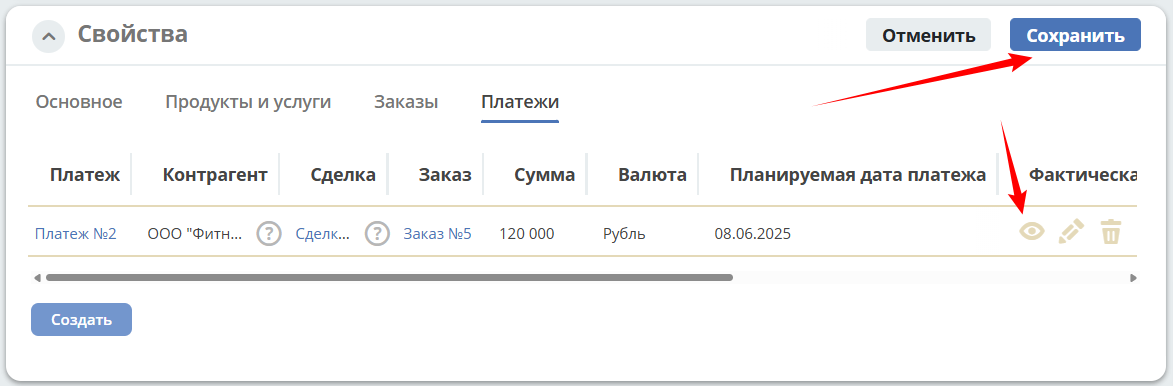 Свойства
Отменить
Сохранить
Основное
Продукты и услуги
Заказы
Платежи
Платеж Контрагент Сделка Заказ Сумма Валюта Планируемая дата платежа Фактическа
Платеж №2 ООО "Фитн... ? Сделк... ? Заказ №5 120 000 Рубль 08.06.2025
Создать